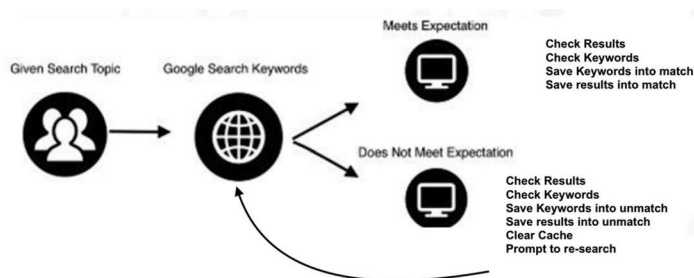 Given Search Topic
Google Search Keywords
Meets Expectation
Check Results
Check Keywords
Save Keywords into match
Save results into match
Does Not Meet Expectation
Check Results
Check Keywords
Save Keywords into unmatch
Save results into unmatch
Clear Cache
Prompt to re-search